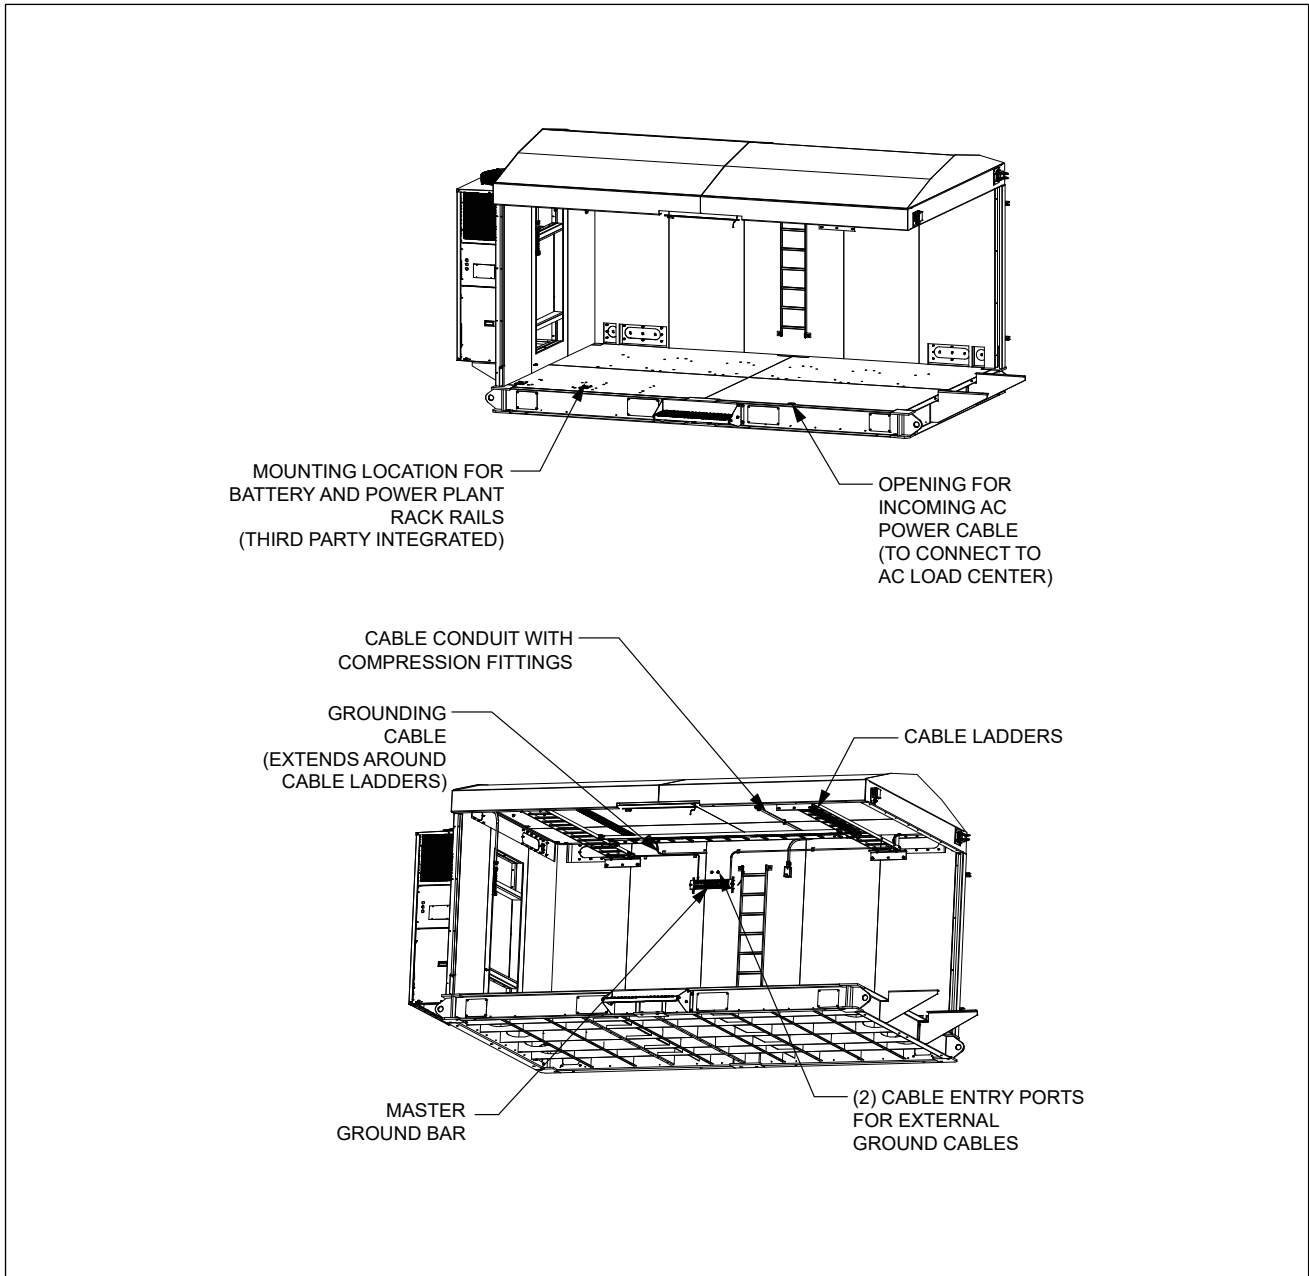 MOUNTING LOCATION FOR
BATTERY AND POWER PLANT
RACK RAILS
(THIRD PARTY INTEGRATED)
OPENING FOR
INCOMING AC
POWER CABLE
(TO CONNECT TO
AC LOAD CENTER)
CABLE CONDUIT WITH
COMPRESSION FITTINGS
GROUNDING
CABLE
(EXTENDS AROUND
CABLE LADDERS)
CABLE LADDERS
MASTER
GROUND BAR
(2) CABLE ENTRY PORTS
FOR EXTERNAL
GROUND CABLES